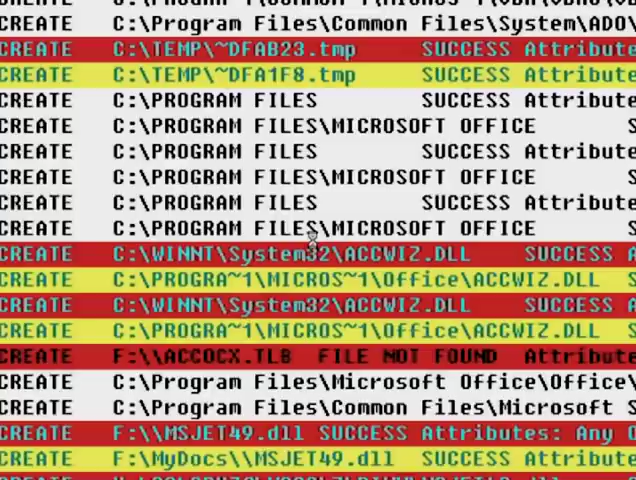 C:\Program Files\Common Files\System\ADO\
CREATE C:\TEMP\~DFAB23.tmp SUCCESS Attribute
CREATE C:\TEMP\~DFA1F8.tmp SUCCESS Attribute
CREATE C:\PROGRAM FILES SUCCESS Attribute
CREATE C:\PROGRAM FILES\MICROSOFT OFFICE S
CREATE C:\PROGRAM FILES SUCCESS Attribute
CREATE C:\PROGRAM FILES\MICROSOFT OFFICE S
CREATE C:\PROGRAM FILES SUCCESS Attribute
CREATE C:\PROGRAM FILES\MICROSOFT OFFICE S
CREATE C:\WINNT\System32\ACCWIZ.DLL SUCCESS A
CREATE C:\PROGRA~1\MICROS~1\Office\ACCWIZ.DLL S
CREATE C:\WINNT\System32\ACCWIZ.DLL SUCCESS A
CREATE C:\PROGRA~1\MICROS~1\Office\ACCWIZ.DLL S
CREATE F:\\ACCOCX.TLB FILE NOT FOUND Attribute
CREATE C:\Program Files\Microsoft Office\Office\
CREATE C:\Program Files\Common Files\Microsoft S
CREATE F:\\MSJET49.dll SUCCESS Attributes: Any O
CREATE F:\MyDocs\\MSJET49.dll SUCCESS Attribute